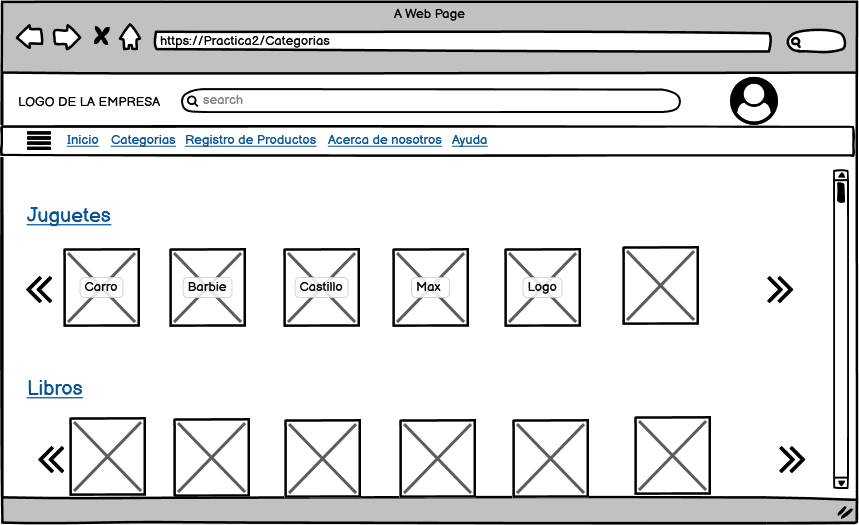 A Web Page
https://Practica2/Categorias
LOGO DE LA EMPRESA
search
Inicio Categorias Registro de Productos Acerca de nosotros Ayuda
Juguetes
Carro Barbie Castillo Max Logo
Libros